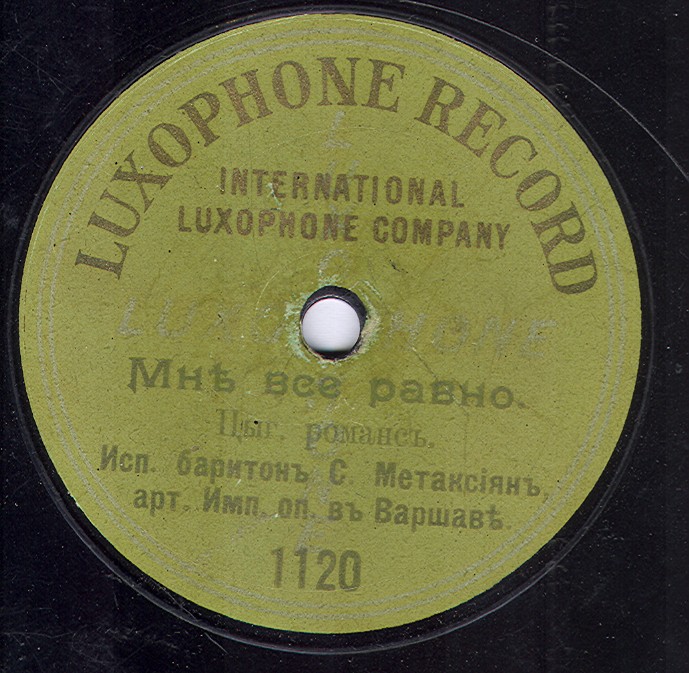 LUXOPHONE RECORD
INTERNATIONAL
LUXOPHONE COMPANY
Мнѣ все равно.
Цыг. романсъ.
Исп. баритонъ С. Метаксіянъ,
арт. Имп. оп. въ Варшавѣ.
1120